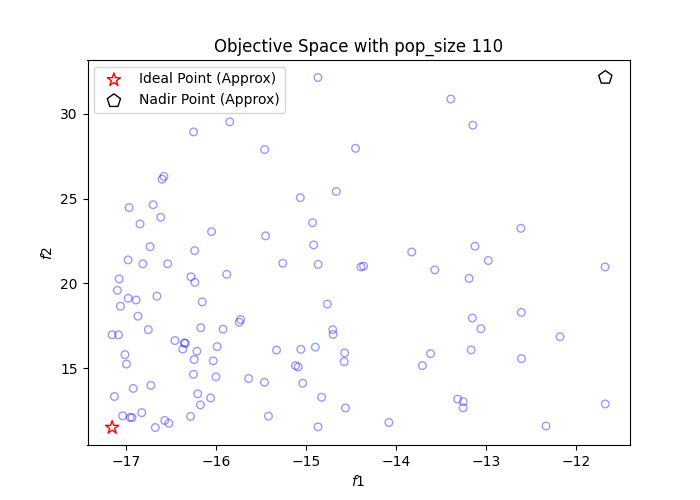 Objective Space with pop_size 110
Ideal Point (Approx)
Nadir Point (Approx)
f2
30
25
20
15
−17
−16
−15
−14
−13
−12
f1